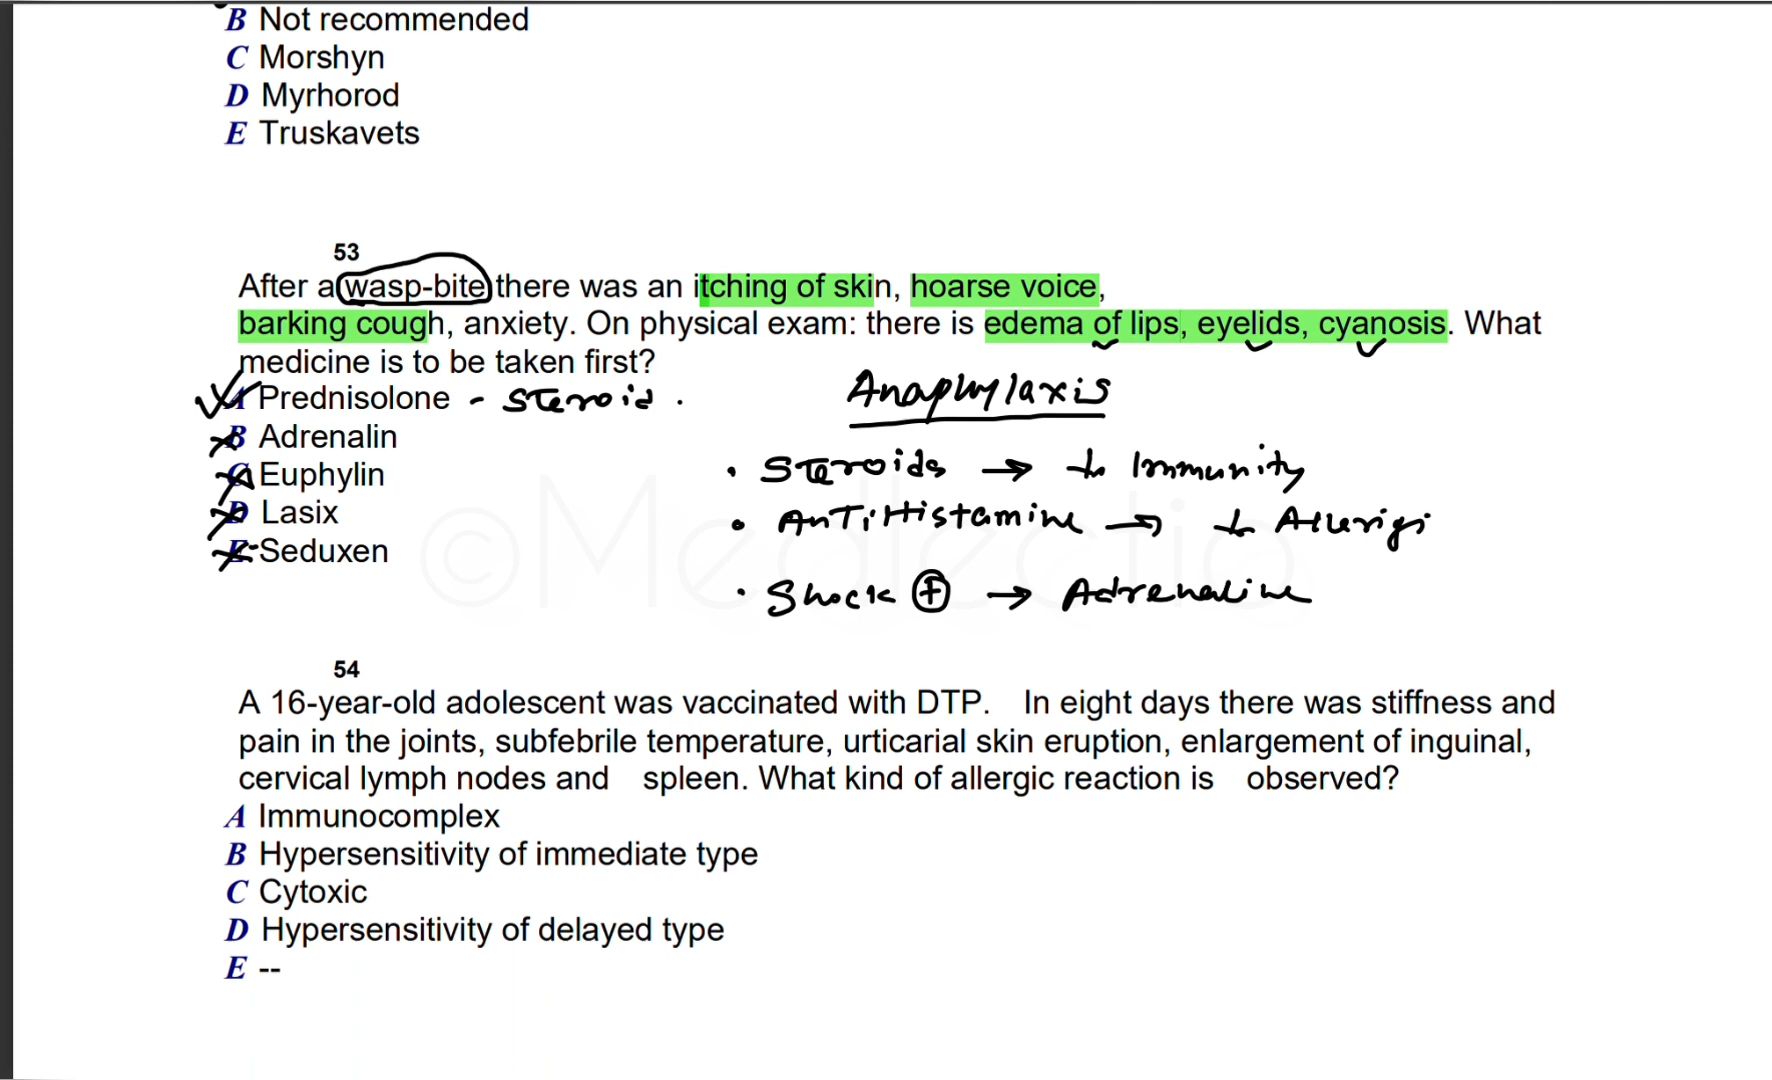 B Not recommended
C Morshyn
D Myrhorod
E Truskavets
53
After a wasp-bite there was an itching of skin, hoarse voice,
barking cough, anxiety. On physical exam: there is edema of lips, eyelids, cyanosis. What
medicine is to be taken first?
A Prednisolone - Steroid.
Anaphylaxis
B Adrenalin
C Euphylin
• Steroids → ↓ Immunity
D Lasix
• AntiHistamine → ↓
E Seduxen
©Medlectio
• Shock + → Adrenaline
54
A 16-year-old adolescent was vaccinated with DTP. In eight days there was stiffness and
pain in the joints, subfebrile temperature, urticarial skin eruption, enlargement of inguinal,
cervical lymph nodes and spleen. What kind of allergic reaction is observed?
A Immunocomplex
B Hypersensitivity of immediate type
C Cytoxic
D Hypersensitivity of delayed type
E --